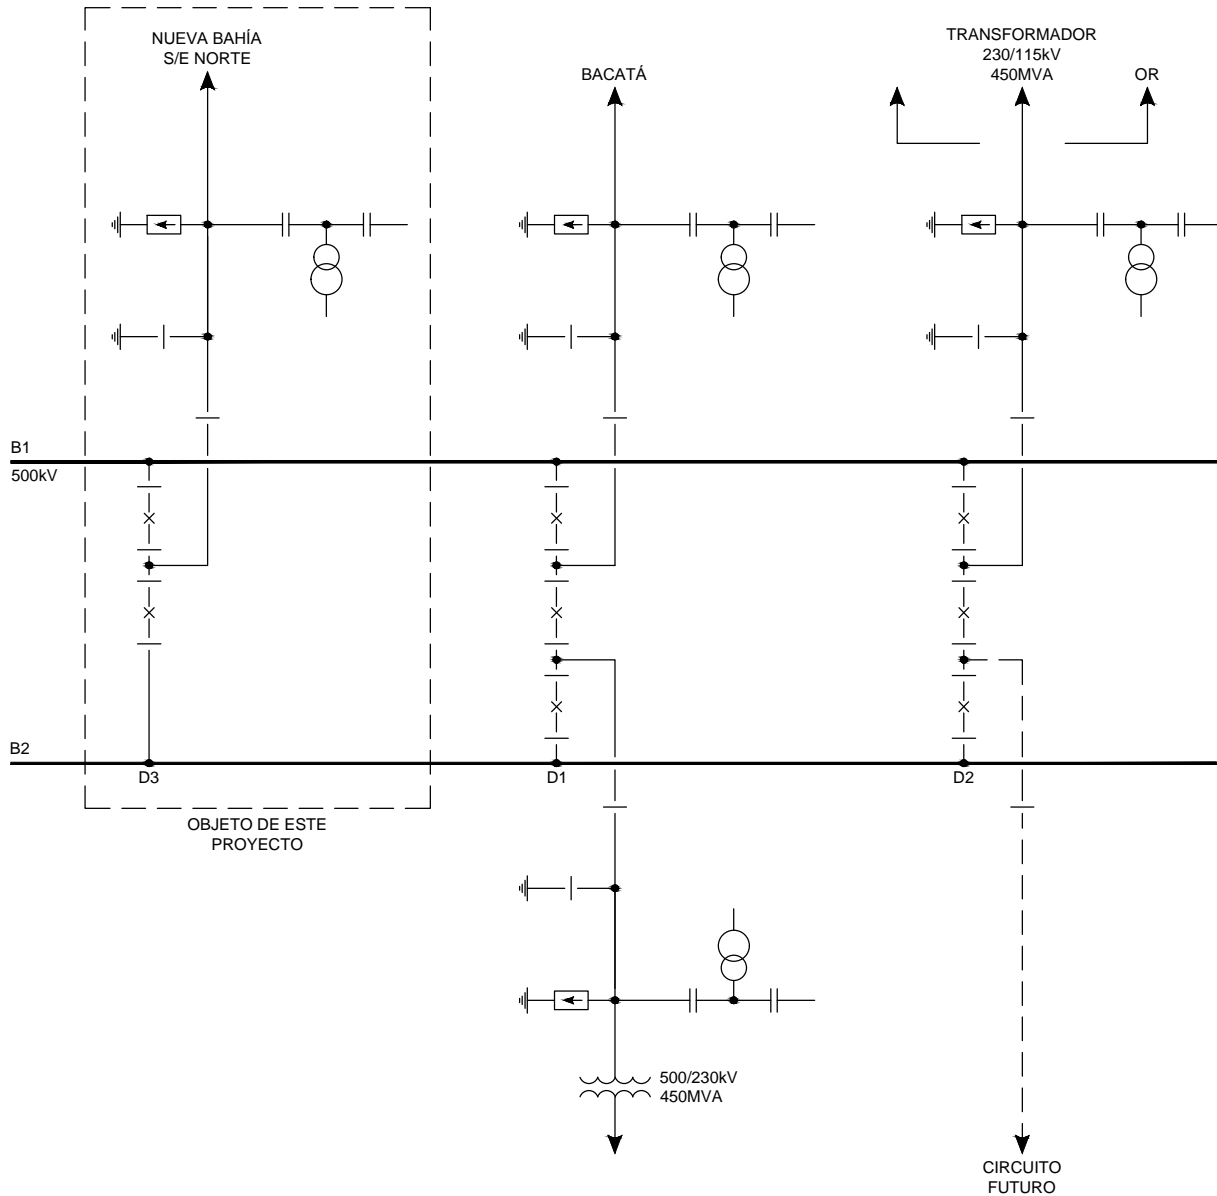 NUEVA BAHÍA
S/E NORTE
BACATÁ
TRANSFORMADOR
230/115kV
450MVA
OR
B1
500kV
B2
D3
D1
D2
OBJETO DE ESTE
PROYECTO
500/230kV
450MVA
CIRCUITO
FUTURO